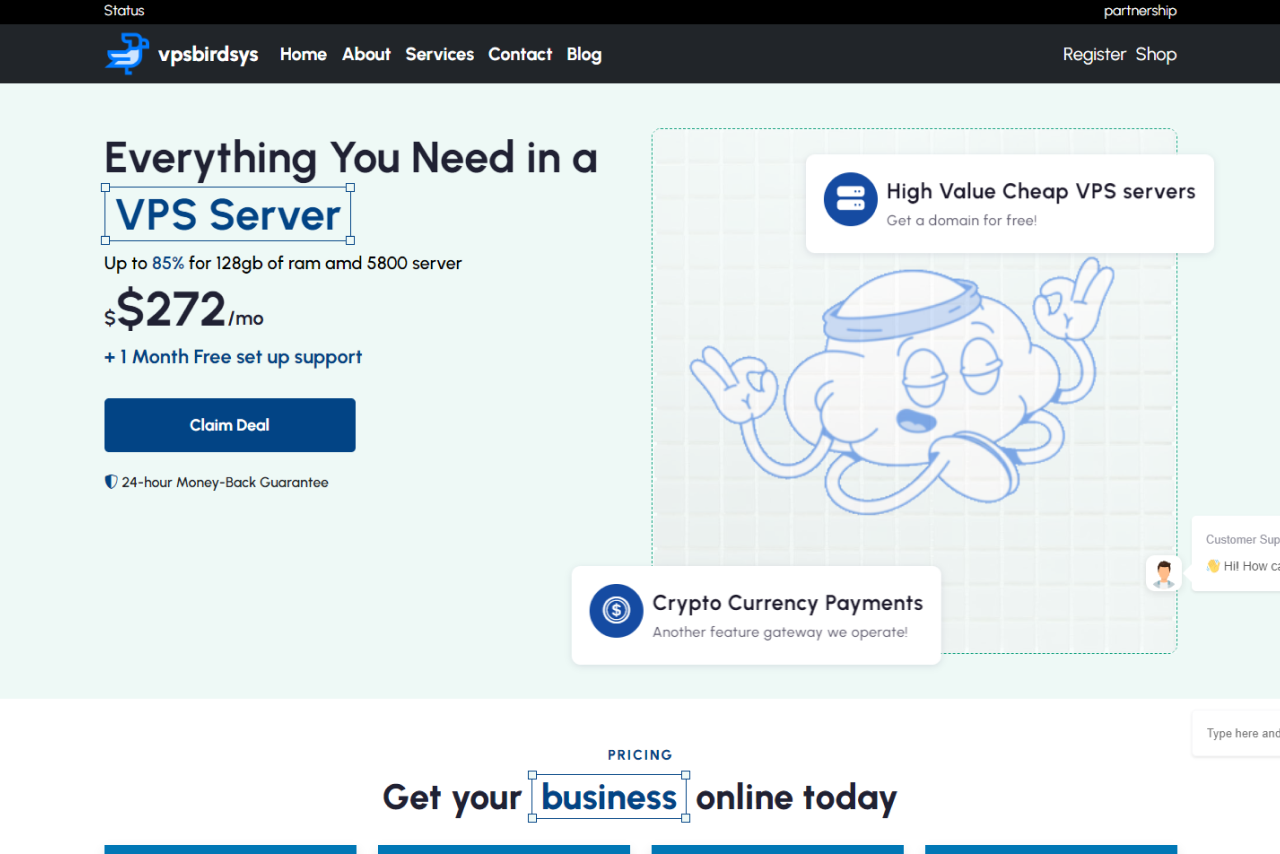 Status
partnership
vpsbirdsys Home About Services Contact Blog
Register Shop
Everything You Need in a
VPS Server
Up to 85% for 128gb of ram amd 5800 server
$$272/mo
+ 1 Month Free set up support
Claim Deal
24-hour Money-Back Guarantee
High Value Cheap VPS servers
Get a domain for free!
Crypto Currency Payments
Another feature gateway we operate!
Customer Sup
👋 Hi! How ca
Type here and
PRICING
Get your business online today